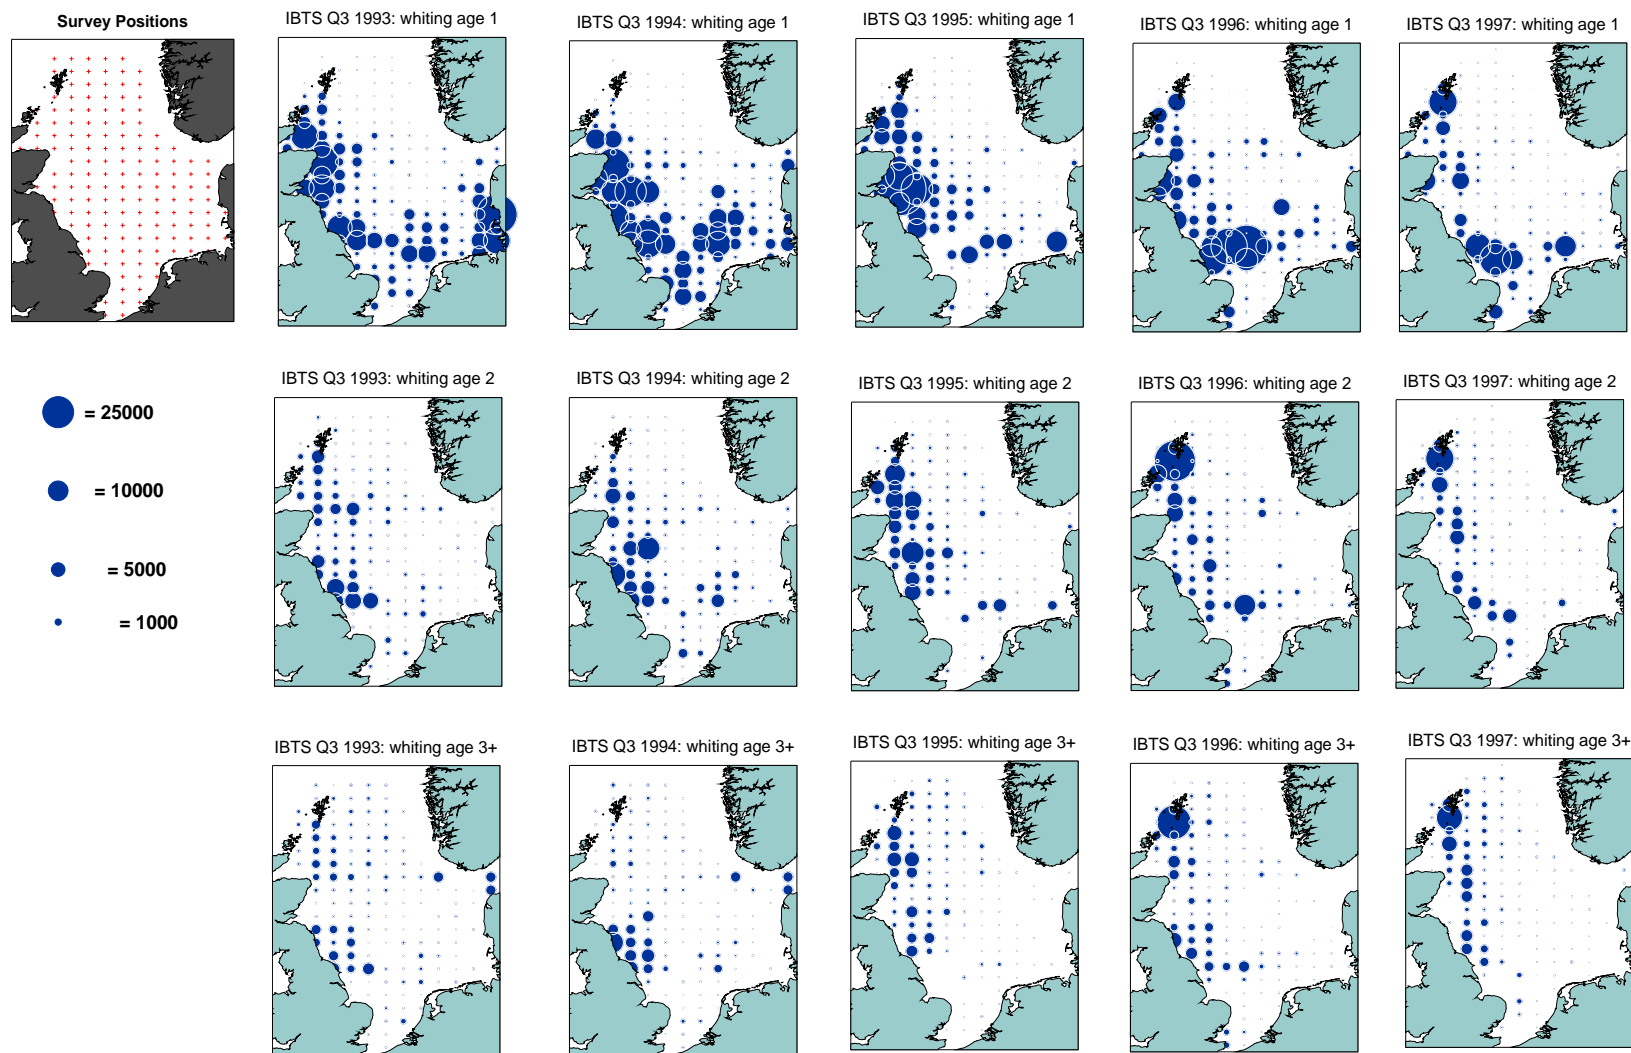 Survey Positions
IBTS Q3 1993: whiting age 1
IBTS Q3 1994: whiting age 1
IBTS Q3 1995: whiting age 1
IBTS Q3 1996: whiting age 1
IBTS Q3 1997: whiting age 1
= 25000
= 10000
= 5000
= 1000
IBTS Q3 1993: whiting age 2
IBTS Q3 1994: whiting age 2
IBTS Q3 1995: whiting age 2
IBTS Q3 1996: whiting age 2
IBTS Q3 1997: whiting age 2
IBTS Q3 1993: whiting age 3+
IBTS Q3 1994: whiting age 3+
IBTS Q3 1995: whiting age 3+
IBTS Q3 1996: whiting age 3+
IBTS Q3 1997: whiting age 3+